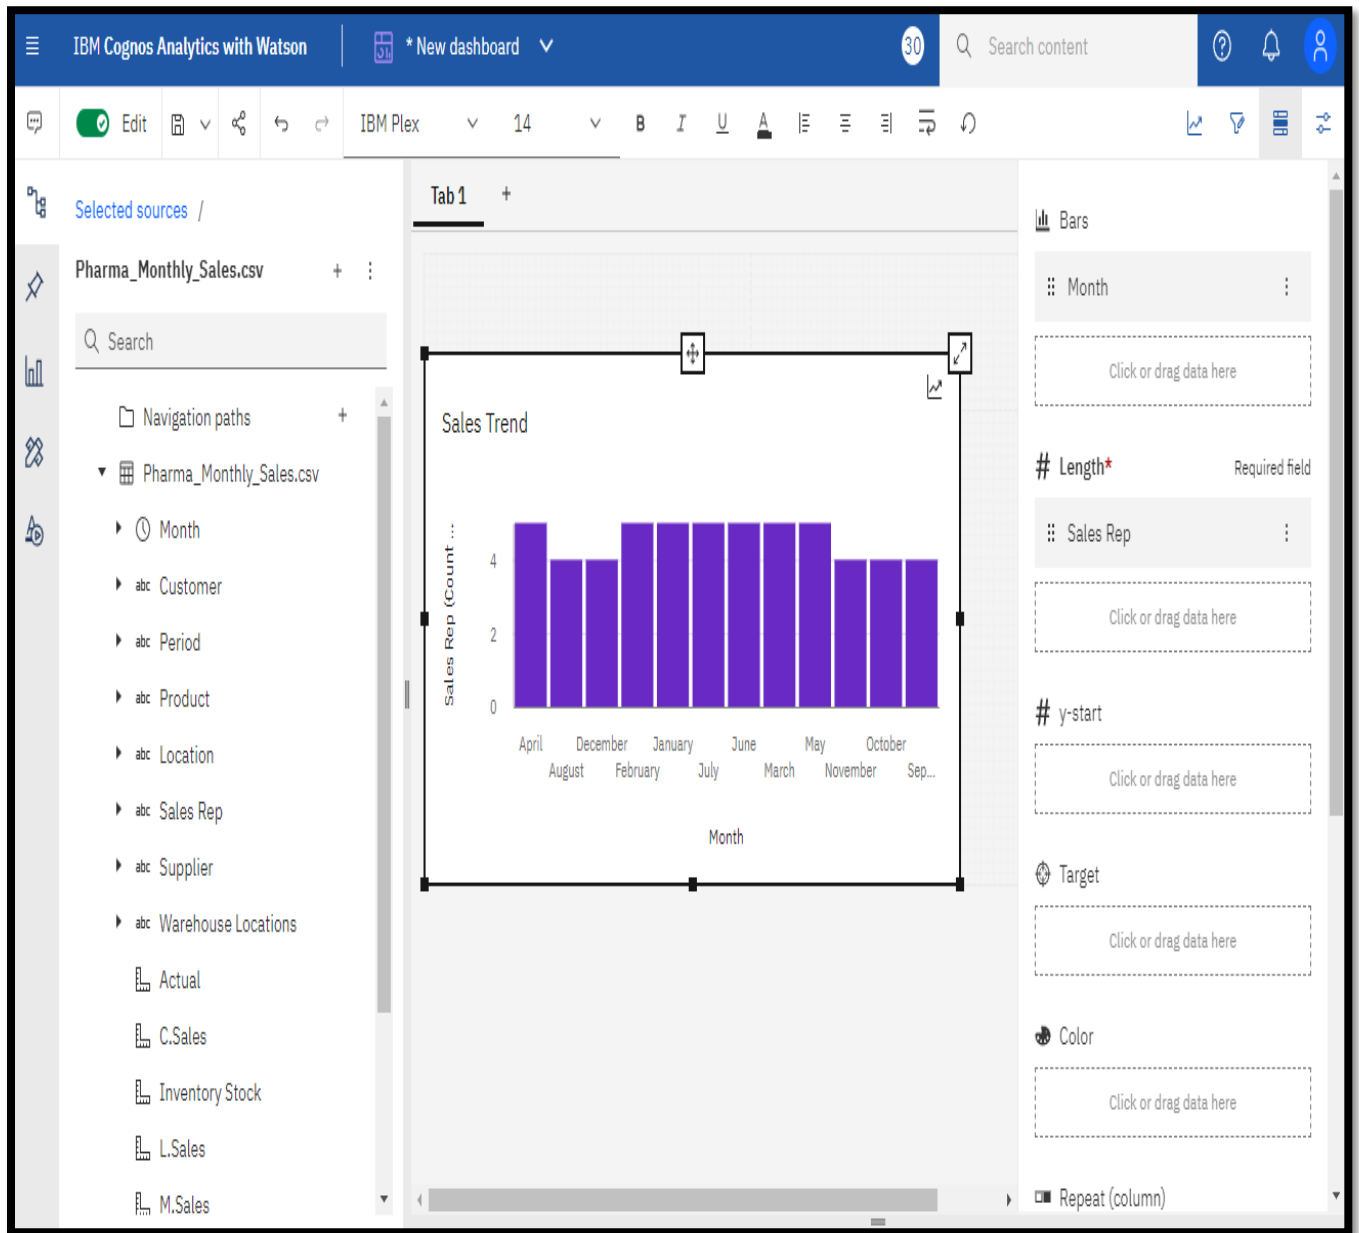 IBM Cognos Analytics with Watson
* New dashboard
30
Search content
Edit
IBM Plex
14
B I U A
Selected sources /
Pharma_Monthly_Sales.csv
Search
Navigation paths
Pharma_Monthly_Sales.csv
Month
abc Customer
abc Period
abc Product
abc Location
abc Sales Rep
abc Supplier
abc Warehouse Locations
Actual
C.Sales
Inventory Stock
L.Sales
M.Sales
Tab 1
Sales Trend
Sales Rep (Count ...
4
2
0
April December January June May October
August February July March November Sep...
Month
Bars
Month
Click or drag data here
# Length* Required field
Sales Rep
Click or drag data here
# y-start
Click or drag data here
Target
Click or drag data here
Color
Click or drag data here
Repeat (column)